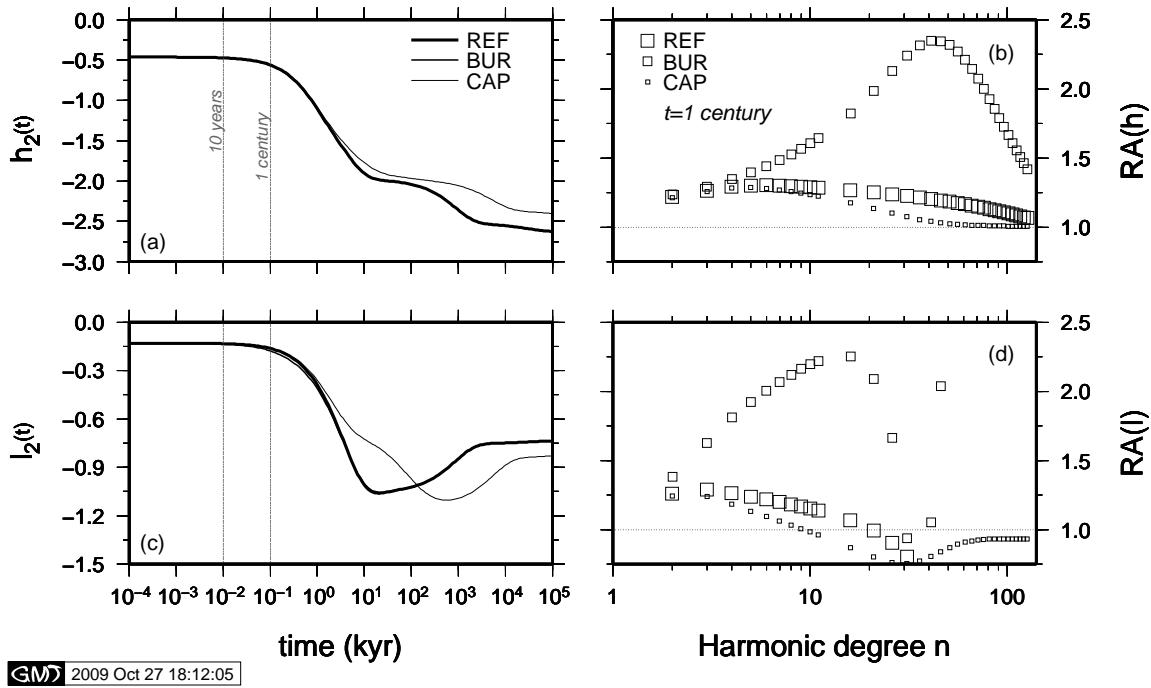 0.0
−0.5
−1.0
−1.5
−2.0
−2.5
−3.0
h2(t)
10 years
1 century
REF
BUR
CAP
(a)
REF
BUR
CAP
t=1 century
(b)
2.5
2.0
1.5
1.0
RA(h)
0.0
−0.3
−0.6
−0.9
−1.2
−1.5
l2(t)
(c)
10−4 10−3 10−2 10−1 100 101 102 103 104 105
time (kyr)
(d)
2.5
2.0
1.5
1.0
RA(l)
1 10 100
Harmonic degree n
GMT 2009 Oct 27 18:12:05